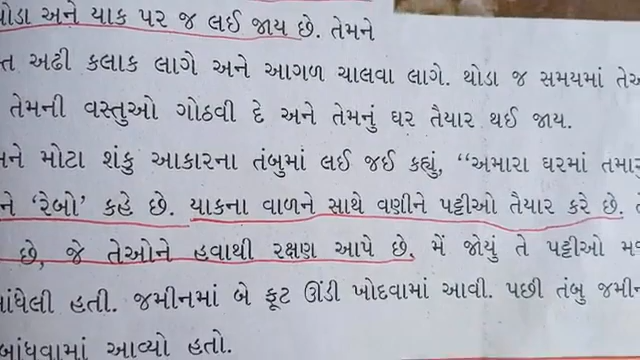 ઘોડા અને યાક પર જ લઈ જાય છે. તેમને
અઢી કલાક લાગે અને આગળ ચાલવા લાગે. થોડા જ સમયમાં
તેમની વસ્તુઓ ગોઠવી દે અને તેમનું ઘર તૈયાર થઈ જાય.
મોટા શંકુ આકારના તંબુમાં લઈ જઈ કહ્યું, “અમારા ઘરમાં
‘રેબો’ કહે છે. યાકના વાળને સાથે વણીને પટ્ટીઓ તૈયાર કરે છે.
છે, જે તેઓને હવાથી રક્ષણ આપે છે. મેં જોયું તે પટ્ટીઓ
બાંધેલી હતી. જમીનમાં બે ફૂટ ઊંડી ખોદવામાં આવી. પછી તંબુ
બાંધવામાં આવ્યો હતો.